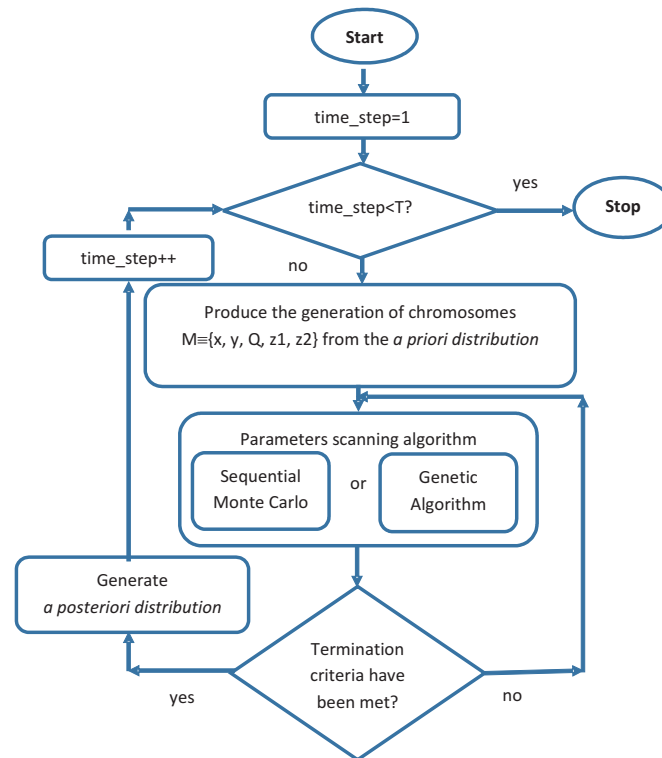 Start
time_step=1
time_step<T?
yes
Stop
time_step++
no
Produce the generation of chromosomes
M≡{x, y, Q, z1, z2} from the a priori distribution
Parameters scanning algorithm
Sequential
Monte Carlo
or
Genetic
Algorithm
Generate
a posteriori distribution
Termination
criteria have
been met?
yes
no